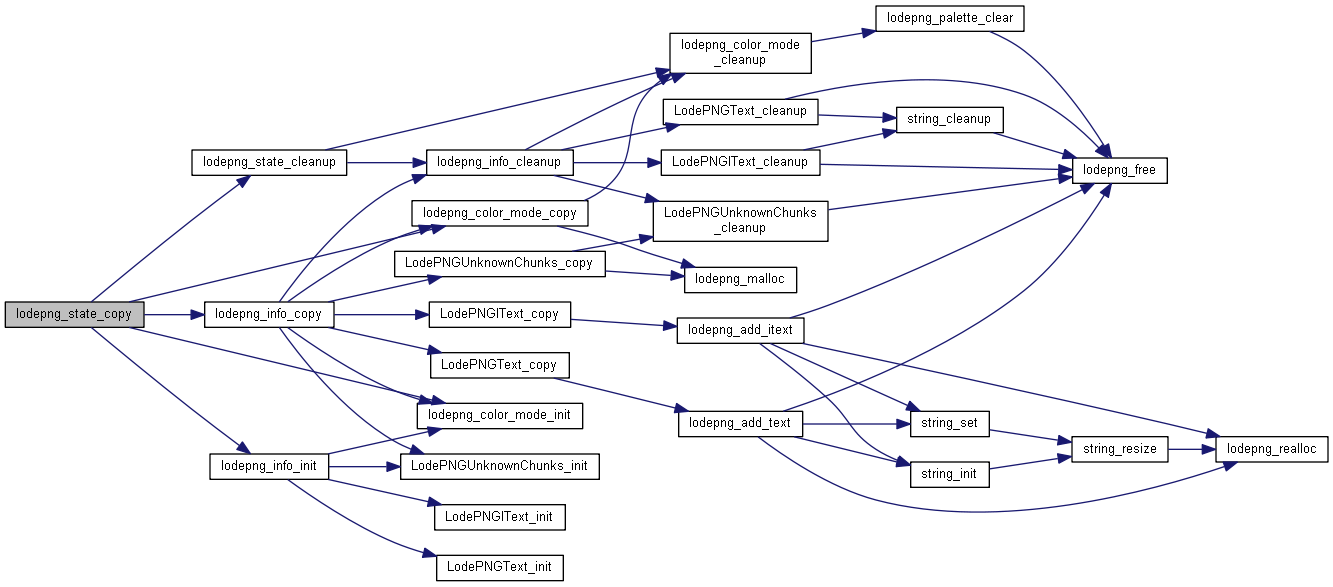 lodepng_palette_clear
lodepng_color_mode
_cleanup
LodePNGText_cleanup
string_cleanup
lodepng_state_cleanup
lodepng_info_cleanup
LodePNGIText_cleanup
lodepng_free
lodepng_color_mode_copy
LodePNGUnknownChunks
_cleanup
LodePNGUnknownChunks_copy
lodepng_malloc
lodepng_state_copy
lodepng_info_copy
LodePNGIText_copy
lodepng_add_itext
LodePNGText_copy
lodepng_color_mode_init
lodepng_add_text
string_set
string_resize
lodepng_realloc
lodepng_info_init
LodePNGUnknownChunks_init
string_init
LodePNGIText_init
LodePNGText_init